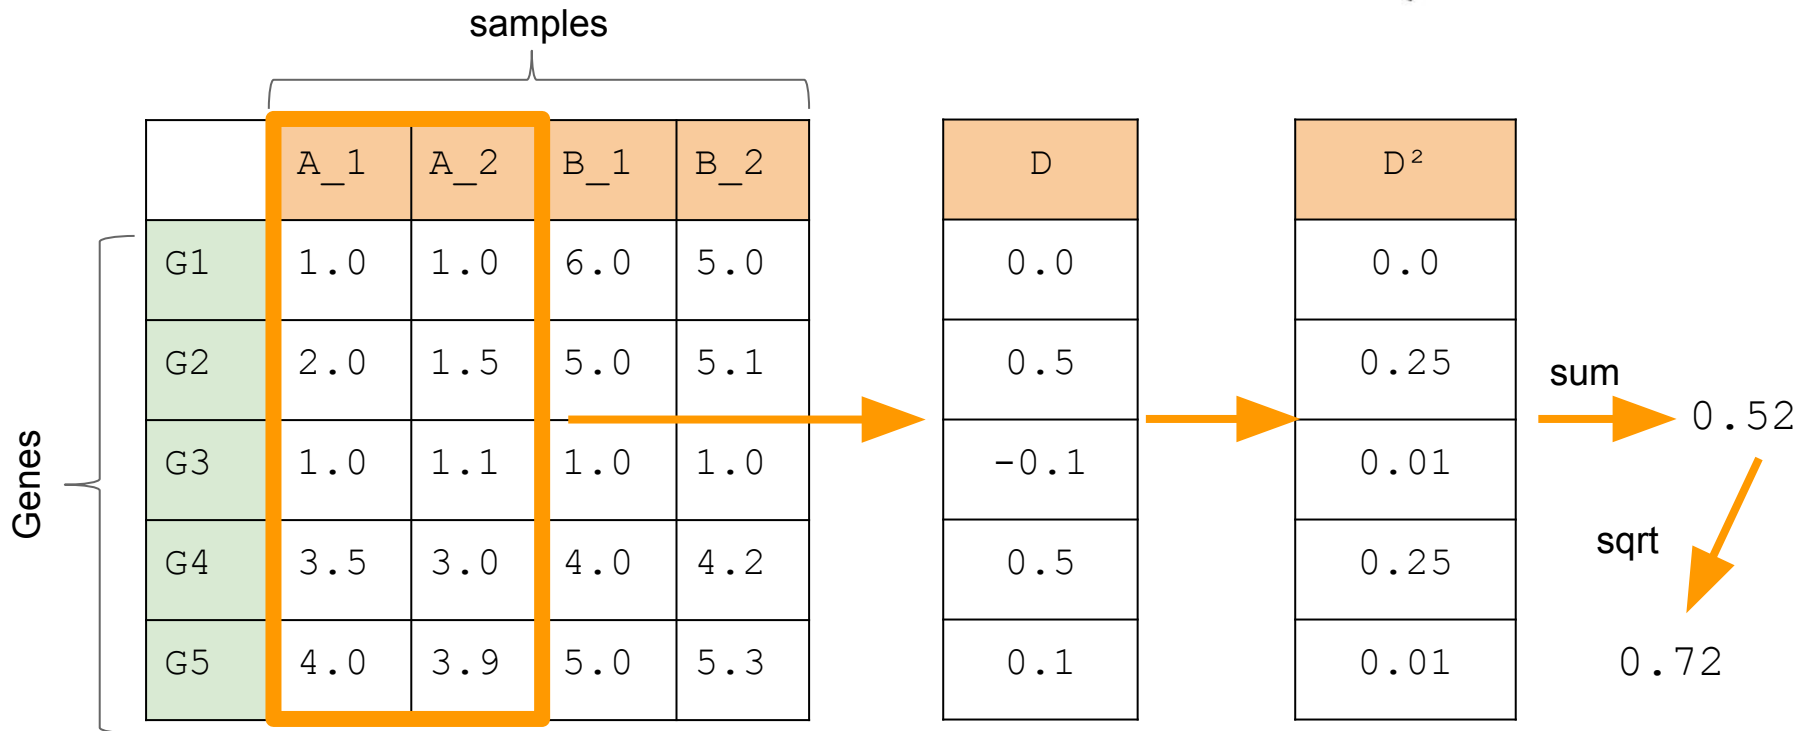 samples
A_1 A_2 B_1 B_2 D D²
G1 1.0 1.0 6.0 5.0 0.0 0.0
G2 2.0 1.5 5.0 5.1 0.5 0.25
sum
0.52
G3 1.0 1.1 1.0 1.0 -0.1 0.01
Genes
sqrt
G4 3.5 3.0 4.0 4.2 0.5 0.25
G5 4.0 3.9 5.0 5.3 0.1 0.01 0.72